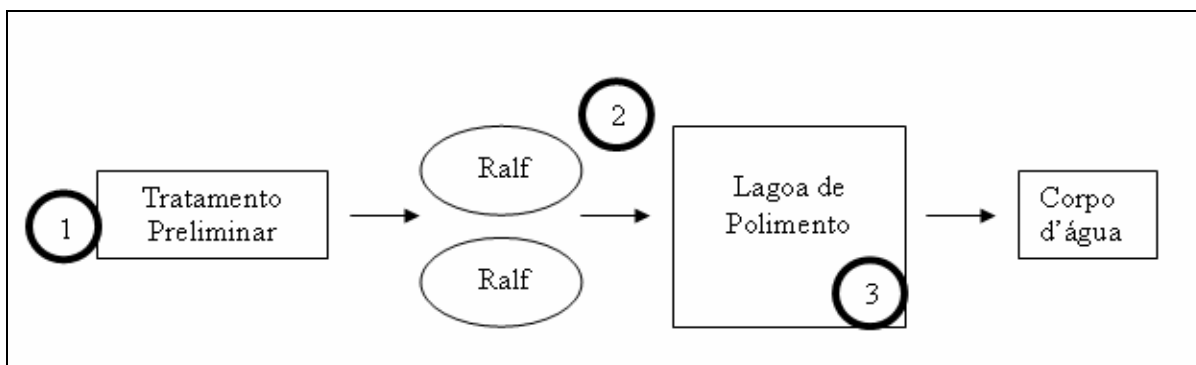 1
Tratamento
Preliminar
Ralf
Ralf
2
Lagoa de
Polimento
3
Corpo
d'água